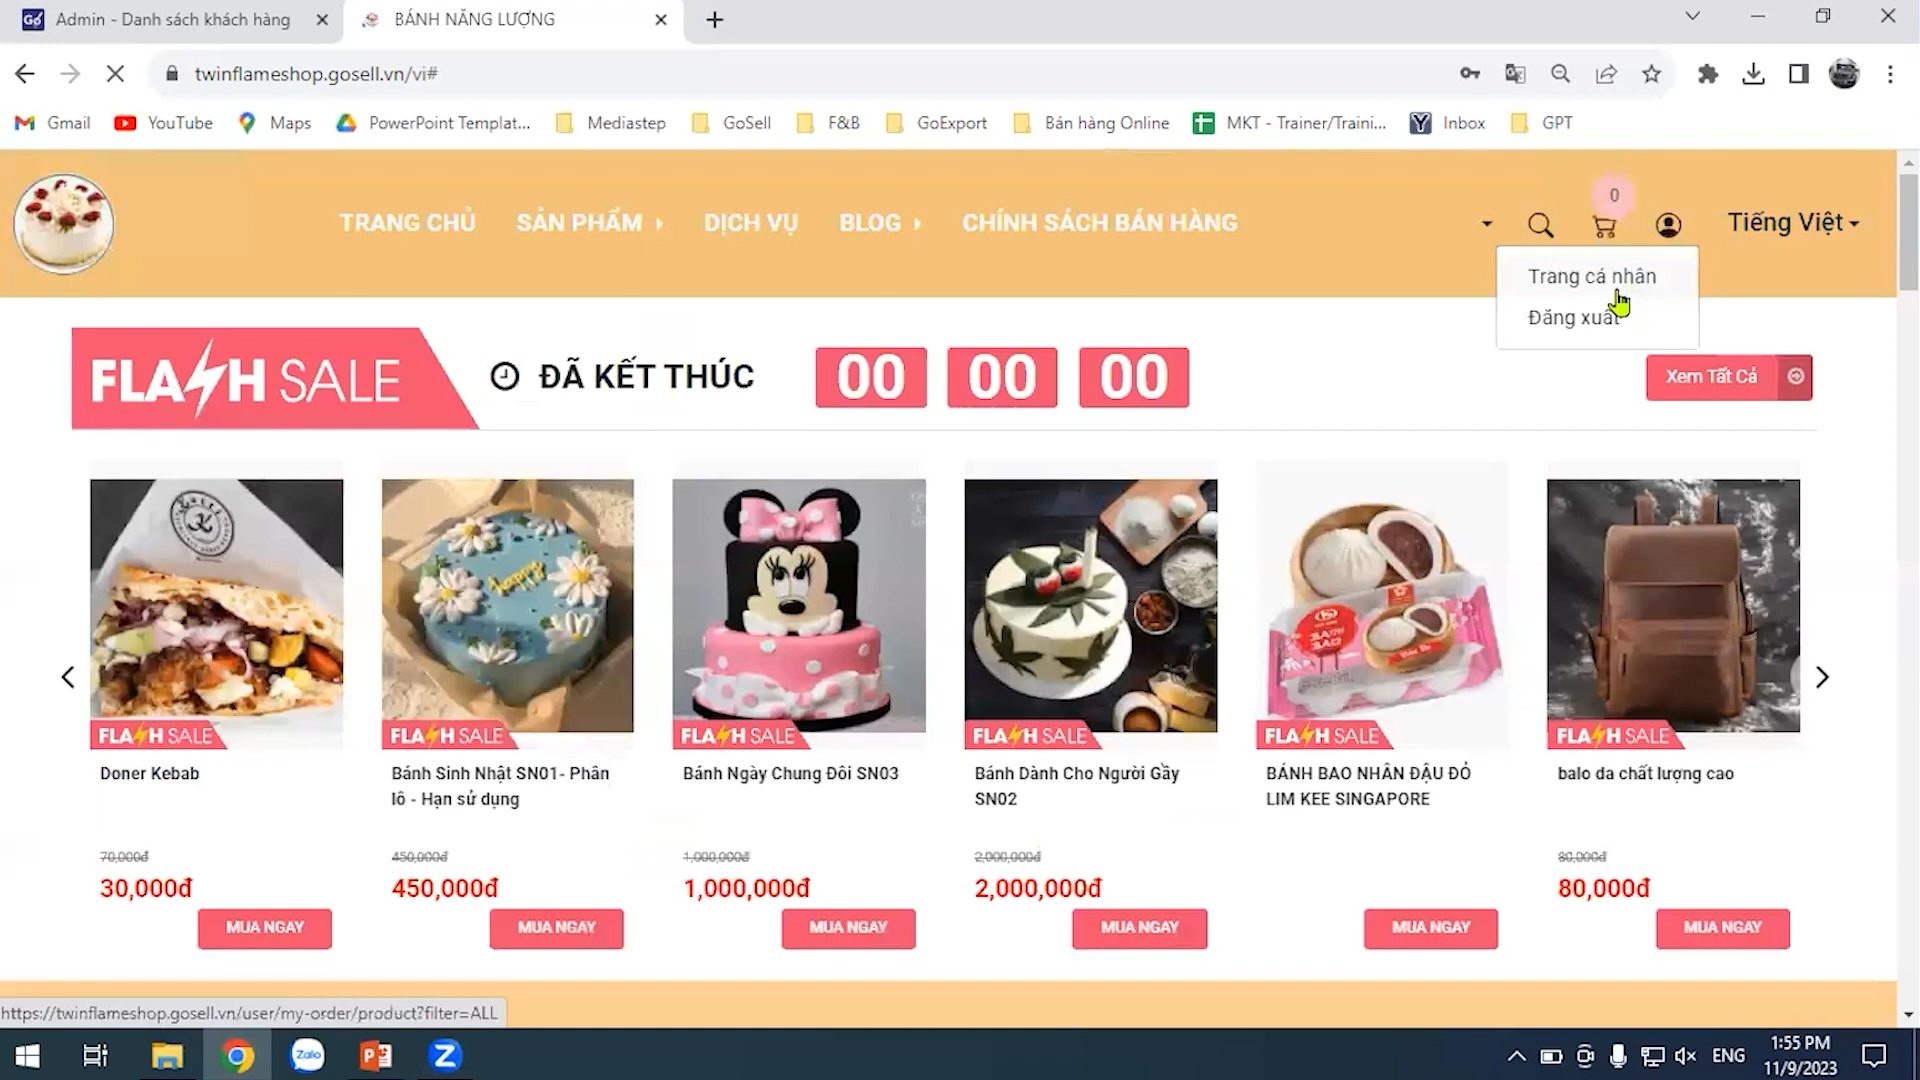 Admin - Danh sách khách hàng
BÁNH NĂNG LƯỢNG
twinflameshop.gosell.vn/vi#
Gmail YouTube Maps PowerPoint Templat... Mediastep GoSell F&B GoExport Bán hàng Online MKT - Trainer/Traini... Inbox GPT
0
TRANG CHỦ SẢN PHẨM DỊCH VỤ BLOG CHÍNH SÁCH BÁN HÀNG Tiếng Việt
Trang cá nhân
Đăng xuất
FLASH SALE ĐÃ KẾT THÚC 00 00 00 Xem Tất Cả
happy
FLASH SALE FLASH SALE FLASH SALE FLASH SALE FLASH SALE FLASH SALE
Doner Kebab
Bánh Sinh Nhật SN01- Phân
lô - Hạn sử dụng
Bánh Ngày Chung Đôi SN03
Bánh Dành Cho Người Gầy
SN02
BÁNH BAO NHÂN ĐẬU ĐỎ
LIM KEE SINGAPORE
balo da chất lượng cao
70,000đ 450,000đ 1,000,000đ 2,000,000đ 80,000đ
30,000đ 450,000đ 1,000,000đ 2,000,000đ 80,000đ
MUA NGAY MUA NGAY MUA NGAY MUA NGAY MUA NGAY MUA NGAY
https://twinflameshop.gosell.vn/user/my-order/product?filter=ALL
Zalo
ENG
1:55 PM
11/9/2023